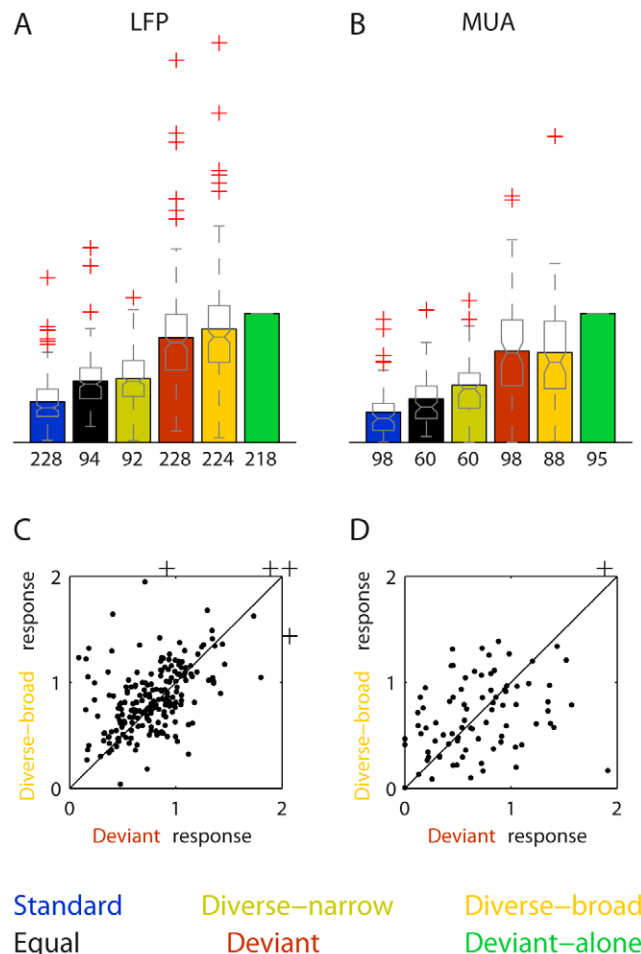 A LFP B MUA
228 94 92 228 224 218 98 60 60 98 88 95
C D
2 2
Diverse−broad response Diverse−broad response
1 1
0 0
0 1 2 0 1 2
Deviant response Deviant response
Standard Diverse−narrow Diverse−broad
Equal Deviant Deviant−alone